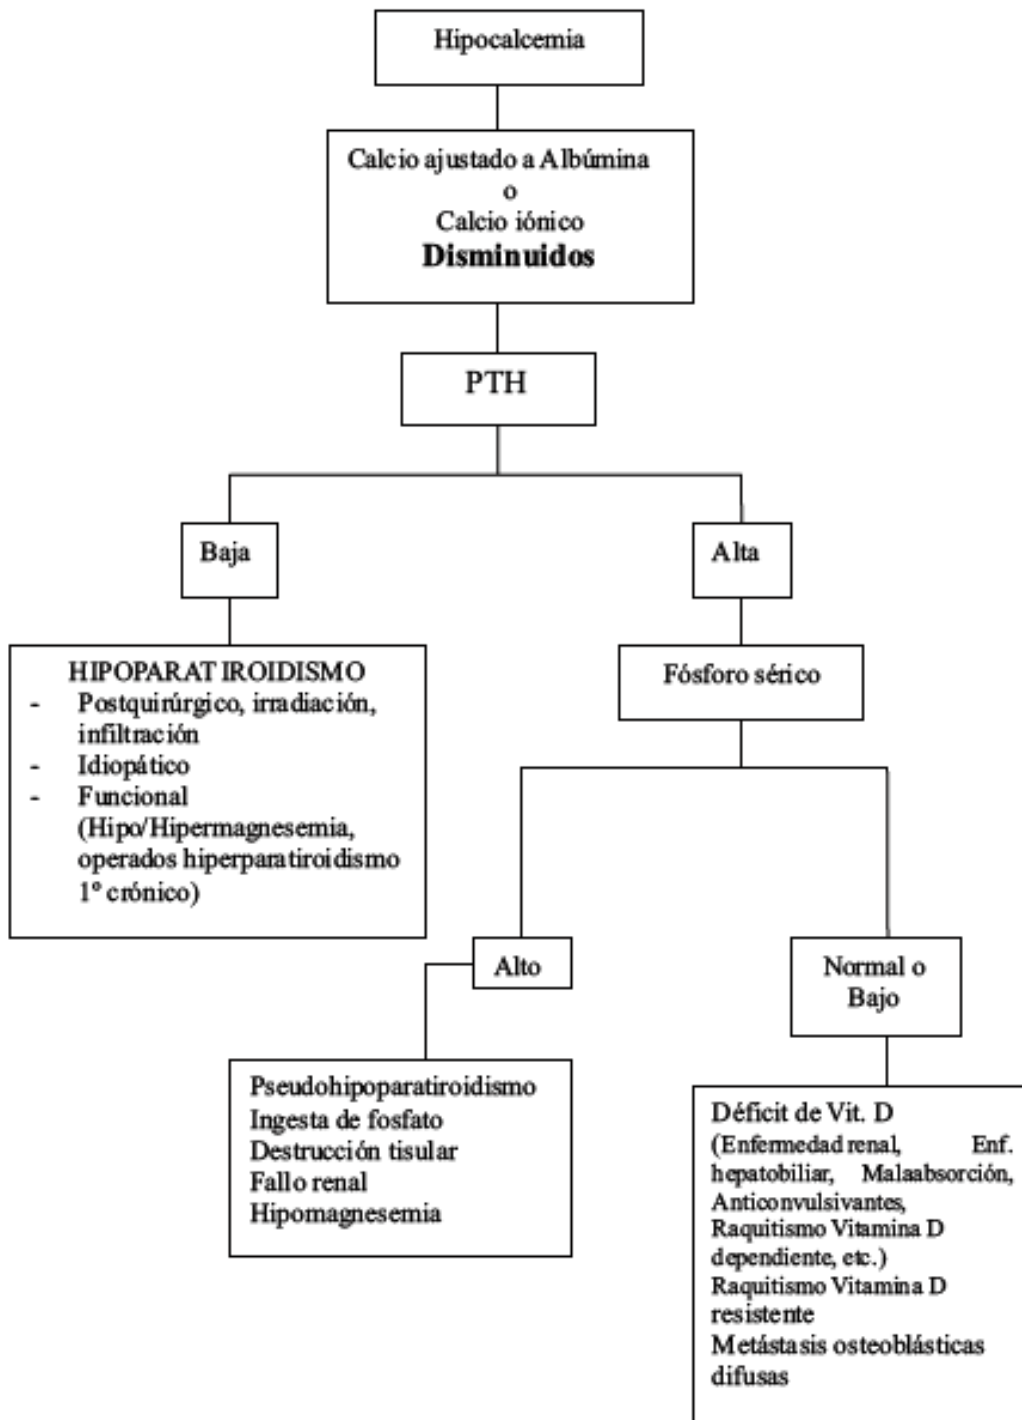 Hipocalcemia
Calcio ajustado a Albúmina
o
Calcio iónico
Disminuidos
PTH
Baja
Alta
HIPOPARATIROIDISMO
- Postquirúrgico, irradiación,
infiltración
- Idiopático
- Funcional
(Hipo/Hipermagnesemia,
operados hiperparatiroidismo
1º crónico)
Fósforo sérico
Alto
Normal o
Bajo
Pseudohipoparatiroidismo
Ingesta de fosfato
Destrucción tisular
Fallo renal
Hipomagnesemia
Déficit de Vit. D
(Enfermedad renal, Enf.
hepatobiliar, Malaabsorción,
Anticonvulsivantes,
Raquitismo Vitamina D
dependiente, etc.)
Raquitismo Vitamina D
resistente
Metástasis osteoblásticas
difusas